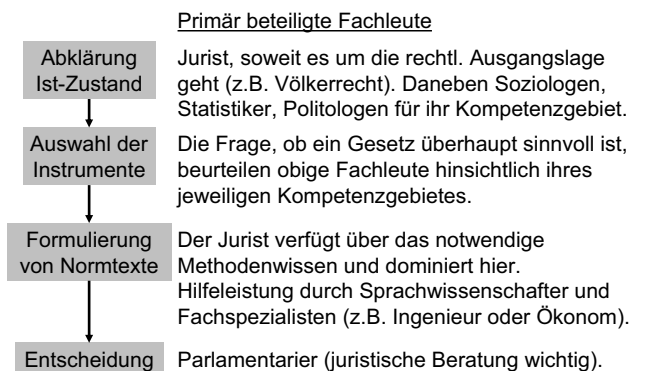 Primär beteiligte Fachleute
Abklärung
Ist-Zustand
Jurist, soweit es um die rechtl. Ausgangslage
geht (z.B. Völkerrecht). Daneben Soziologen,
Statistiker, Politologen für ihr Kompetenzgebiet.
Auswahl der
Instrumente
Die Frage, ob ein Gesetz überhaupt sinnvoll ist,
beurteilen obige Fachleute hinsichtlich ihres
jeweiligen Kompetenzgebietes.
Formulierung
von Normtexte
Der Jurist verfügt über das notwendige
Methodenwissen und dominiert hier.
Hilfeleistung durch Sprachwissenschafter und
Fachspezialisten (z.B. Ingenieur oder Ökonom).
Entscheidung
Parlamentarier (juristische Beratung wichtig).